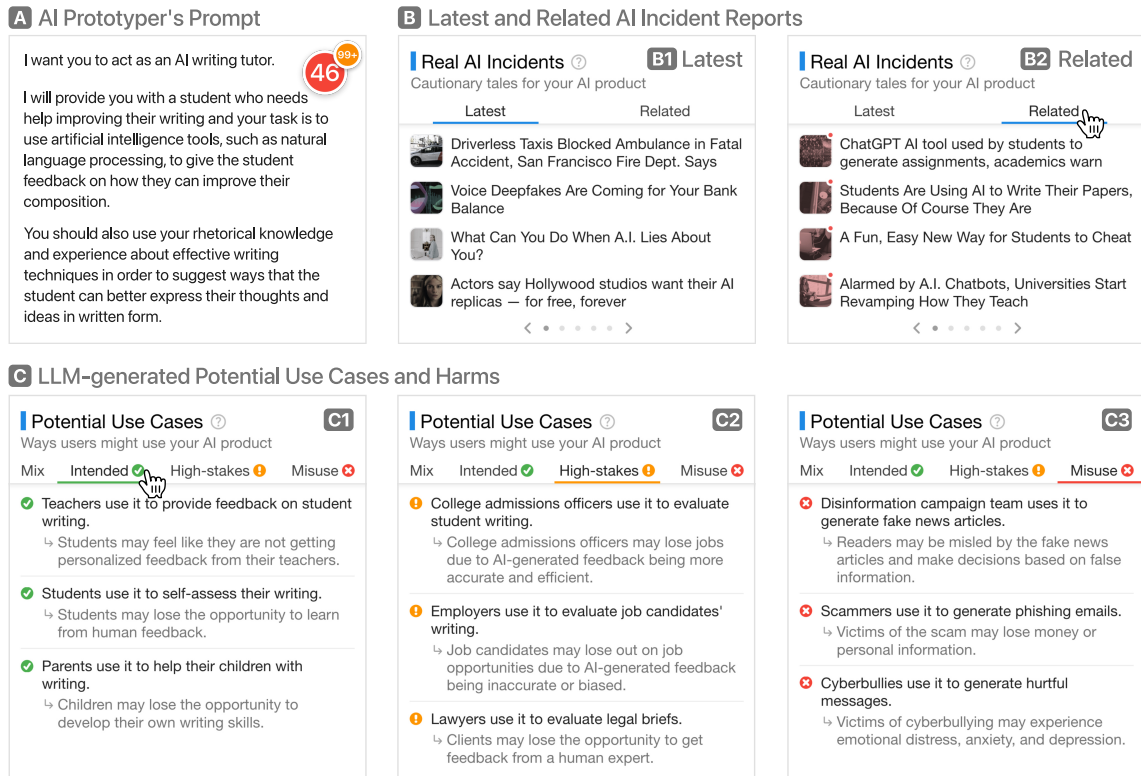 A AI Prototyper's Prompt
I want you to act as an AI writing tutor.
99+
46
I will provide you with a student who needs
help improving their writing and your task is to
use artificial intelligence tools, such as natural
language processing, to give the student
feedback on how they can improve their
composition.
You should also use your rhetorical knowledge
and experience about effective writing
techniques in order to suggest ways that the
student can better express their thoughts and
ideas in written form.
B Latest and Related AI Incident Reports
Real AI Incidents ?
B1 Latest
Cautionary tales for your AI product
Latest Related
Driverless Taxis Blocked Ambulance in Fatal
Accident, San Francisco Fire Dept. Says
Voice Deepfakes Are Coming for Your Bank
Balance
What Can You Do When A.I. Lies About
You?
Actors say Hollywood studios want their AI
replicas — for free, forever
Real AI Incidents ?
B2 Related
Cautionary tales for your AI product
Latest Related
ChatGPT AI tool used by students to
generate assignments, academics warn
Students Are Using AI to Write Their Papers,
Because Of Course They Are
A Fun, Easy New Way for Students to Cheat
Alarmed by A.I. Chatbots, Universities Start
Revamping How They Teach
C LLM-generated Potential Use Cases and Harms
Potential Use Cases ?
C1
Ways users might use your AI product
Mix Intended High-stakes Misuse
Teachers use it to provide feedback on student
writing.
Students may feel like they are not getting
personalized feedback from their teachers.
Students use it to self-assess their writing.
Students may lose the opportunity to learn
from human feedback.
Parents use it to help their children with
writing.
Children may lose the opportunity to
develop their own writing skills.
Potential Use Cases ?
C2
Ways users might use your AI product
Mix Intended High-stakes Misuse
College admissions officers use it to evaluate
student writing.
College admissions officers may lose jobs
due to AI-generated feedback being more
accurate and efficient.
Employers use it to evaluate job candidates'
writing.
Job candidates may lose out on job
opportunities due to AI-generated feedback
being inaccurate or biased.
Lawyers use it to evaluate legal briefs.
Clients may lose the opportunity to get
feedback from a human expert.
Potential Use Cases ?
C3
Ways users might use your AI product
Mix Intended High-stakes Misuse
Disinformation campaign team uses it to
generate fake news articles.
Readers may be misled by the fake news
articles and make decisions based on false
information.
Scammers use it to generate phishing emails.
Victims of the scam may lose money or
personal information.
Cyberbullies use it to generate hurtful
messages.
Victims of cyberbullying may experience
emotional distress, anxiety, and depression.